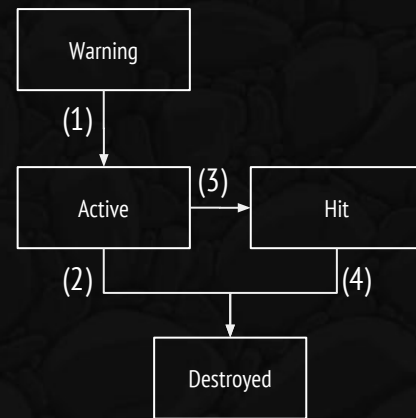 Warning
(1)
Active
(3)
Hit
(2)
(4)
Destroyed